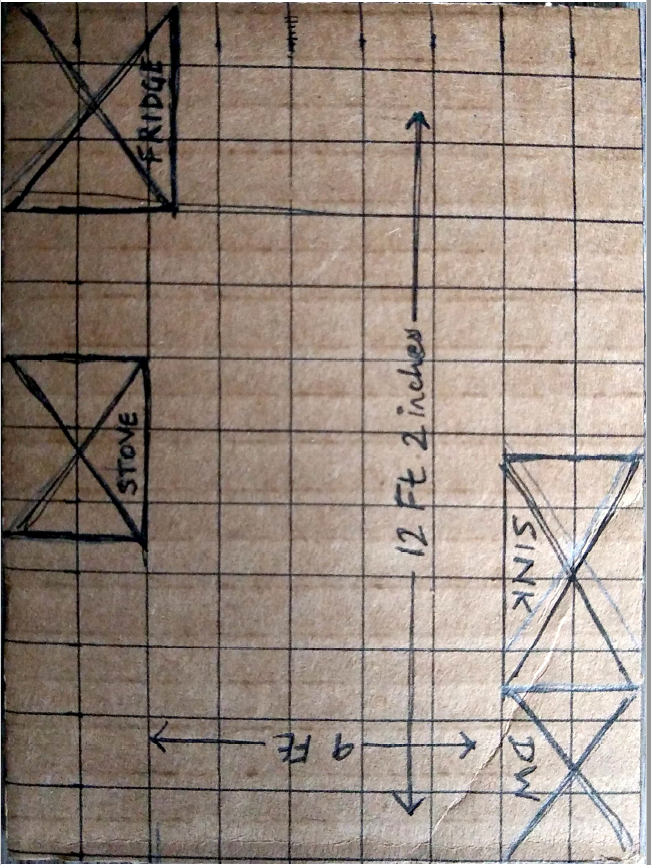 FRIDGE
STOVE
12 Ft 2 inches
SINK
9 Ft
DW